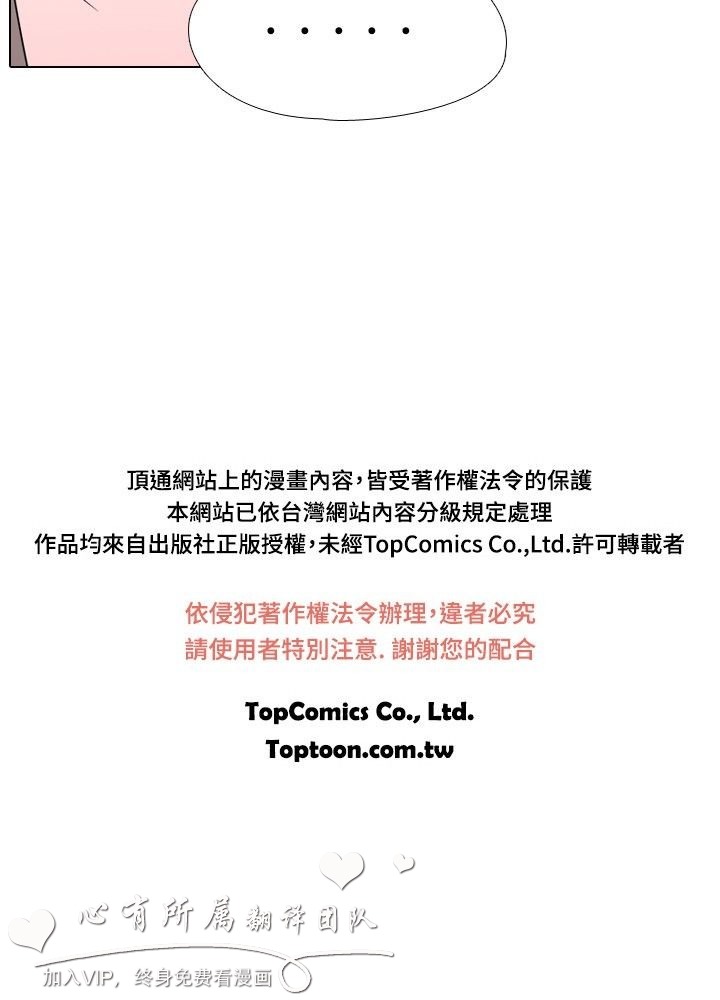 .....
頂通網站上的漫畫內容，皆受著作權法令的保護
本網站已依台灣網站內容分級規定處理
作品均來自出版社正版授權，未經TopComics Co.,Ltd.許可轉載者
依侵犯著作權法令辦理，違者必究
請使用者特別注意. 謝謝您的配合
TopComics Co., Ltd.
Toptoon.com.tw
心有所属翻译团队
加入VIP，终身免费看漫画